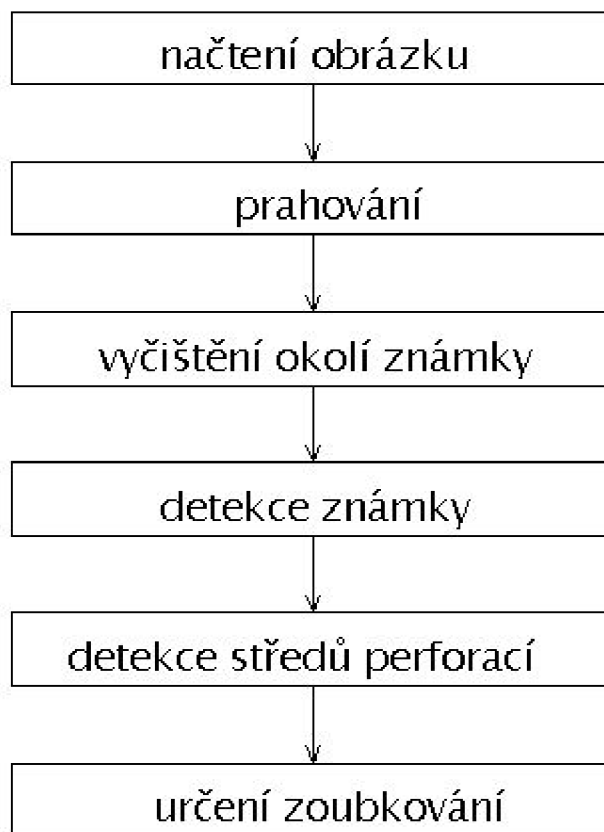 načtení obrázku
prahování
vyčištění okolí známky
detekce známky
detekce středů perforací
určení zoubkování